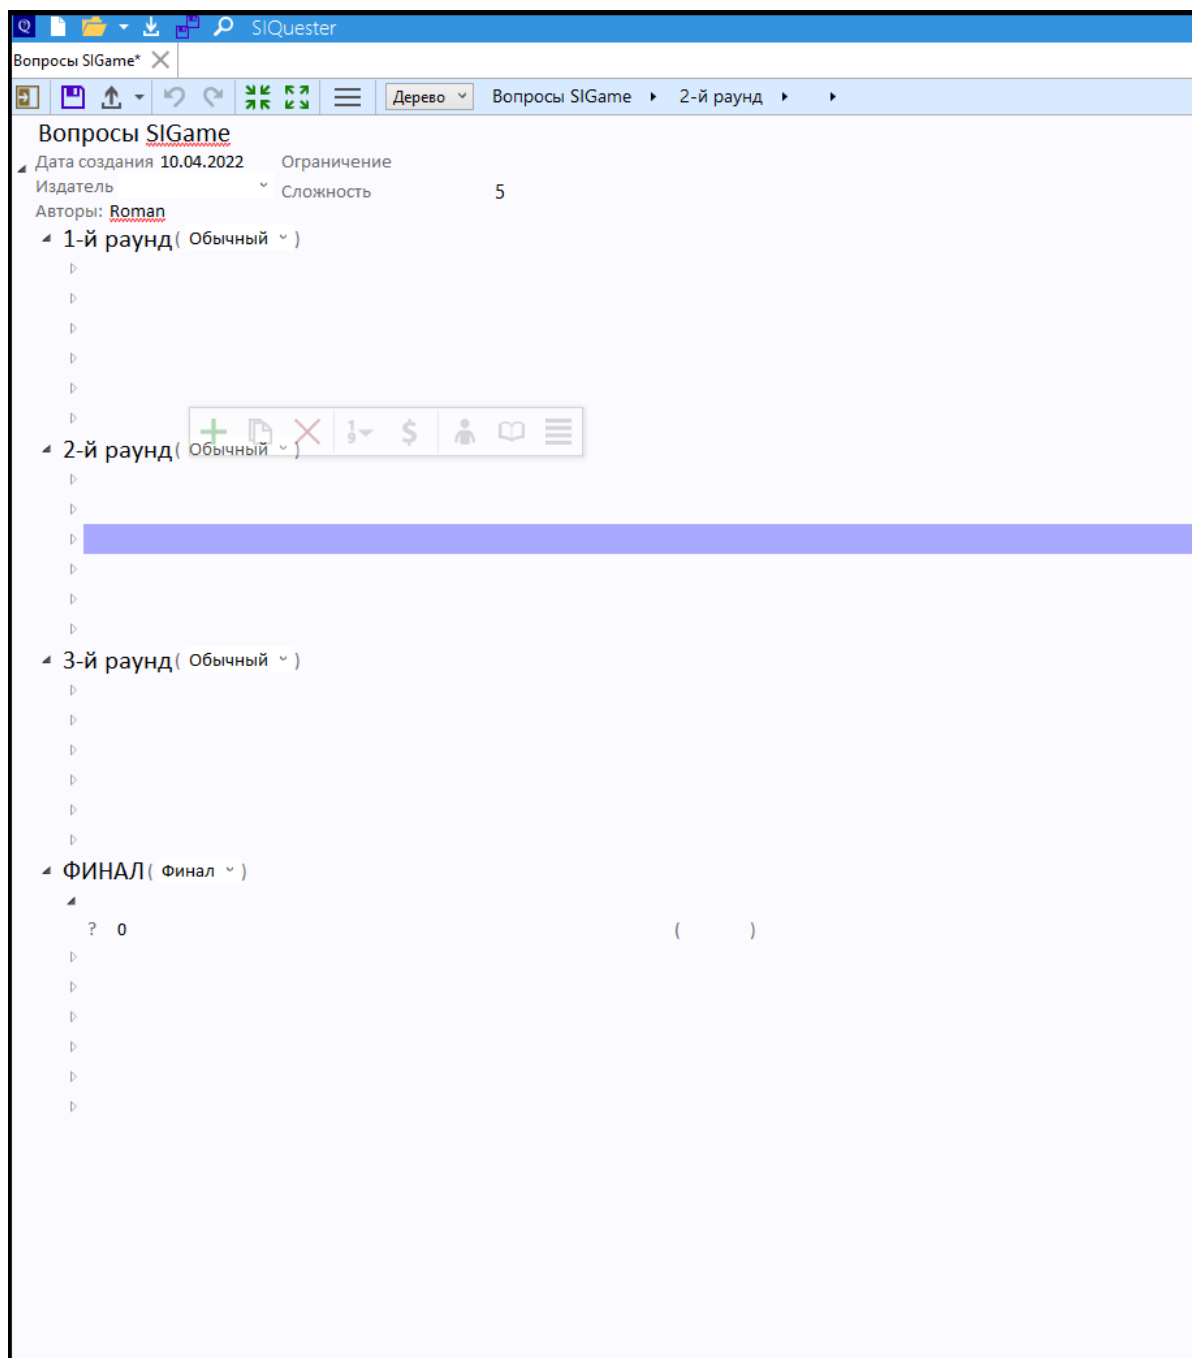 SIQuester
Вопросы SIGame*
Дерево Вопросы SIGame 2-й раунд
Вопросы SIGame
Дата создания 10.04.2022 Ограничение
Издатель Сложность 5
Авторы: Roman
1-й раунд ( Обычный )
2-й раунд ( Обычный )
3-й раунд ( Обычный )
ФИНАЛ ( Финал )
? 0 ( )